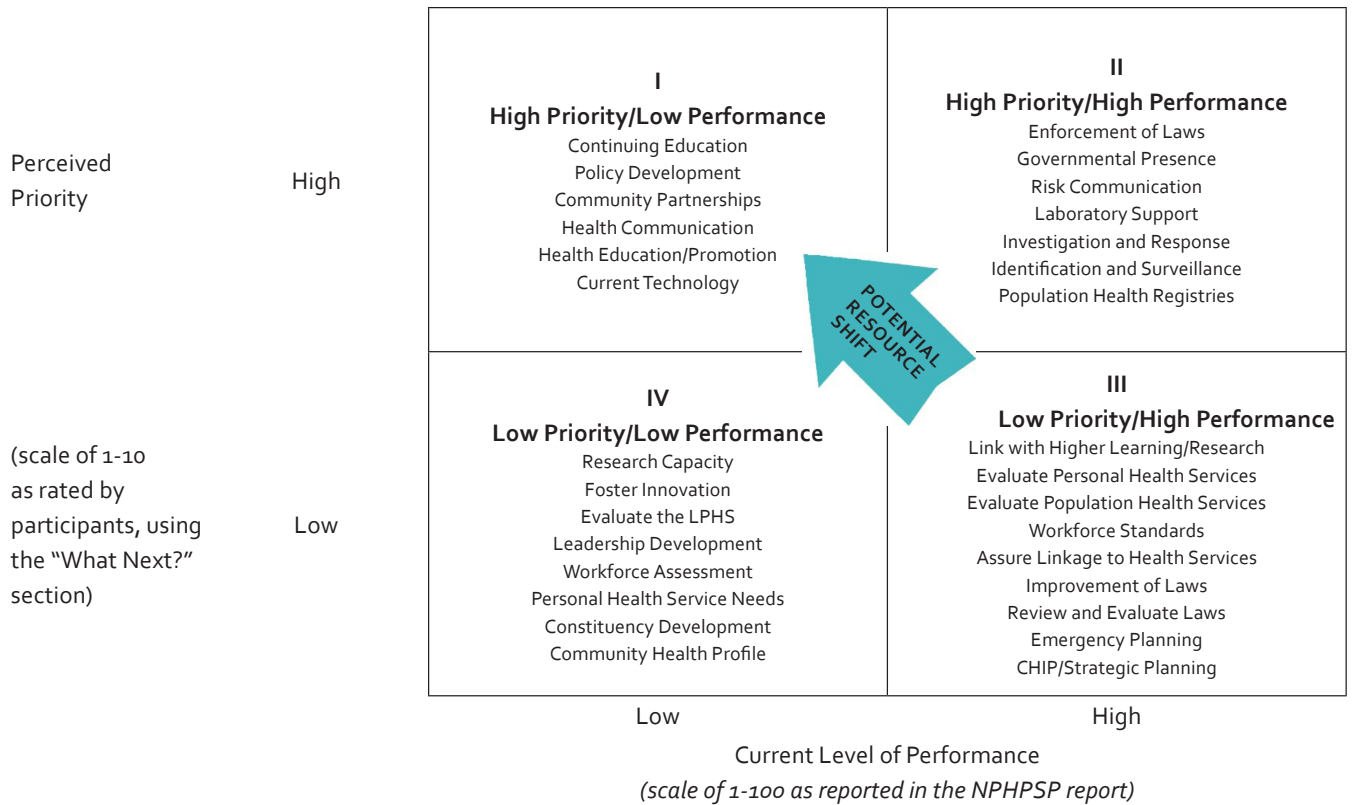 I
High Priority/Low Performance
Continuing Education
Policy Development
Community Partnerships
Health Communication
Health Education/Promotion
Current Technology
II
High Priority/High Performance
Enforcement of Laws
Governmental Presence
Risk Communication
Laboratory Support
Investigation and Response
Identification and Surveillance
Population Health Registries
Perceived
Priority
High
POTENTIAL
RESOURCE
SHIFT
IV
Low Priority/Low Performance
Research Capacity
Foster Innovation
Evaluate the LPHS
Leadership Development
Workforce Assessment
Personal Health Service Needs
Constituency Development
Community Health Profile
III
Low Priority/High Performance
Link with Higher Learning/Research
Evaluate Personal Health Services
Evaluate Population Health Services
Workforce Standards
Assure Linkage to Health Services
Improvement of Laws
Review and Evaluate Laws
Emergency Planning
CHIP/Strategic Planning
(scale of 1-10
as rated by
participants, using
the “What Next?”
section)
Low
Low
High
Current Level of Performance
(scale of 1-100 as reported in the NPHPSP report)